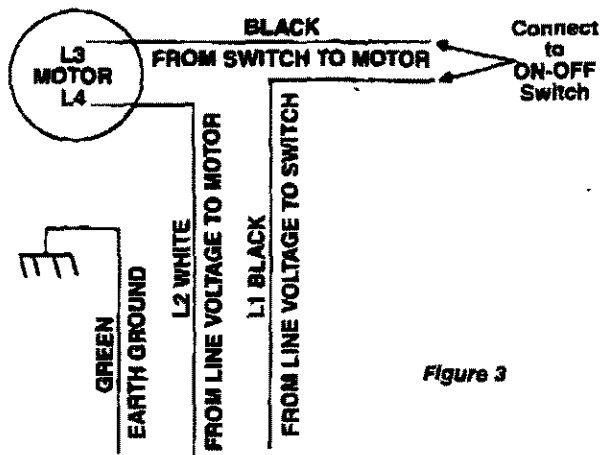 BLACK
FROM SWITCH TO MOTOR
Connect
to
ON-OFF
Switch
L3
MOTOR
L4
GREEN
EARTH GROUND
L2 WHITE
FROM LINE VOLTAGE TO MOTOR
L1 BLACK
FROM LINE VOLTAGE TO SWITCH
Figure 3